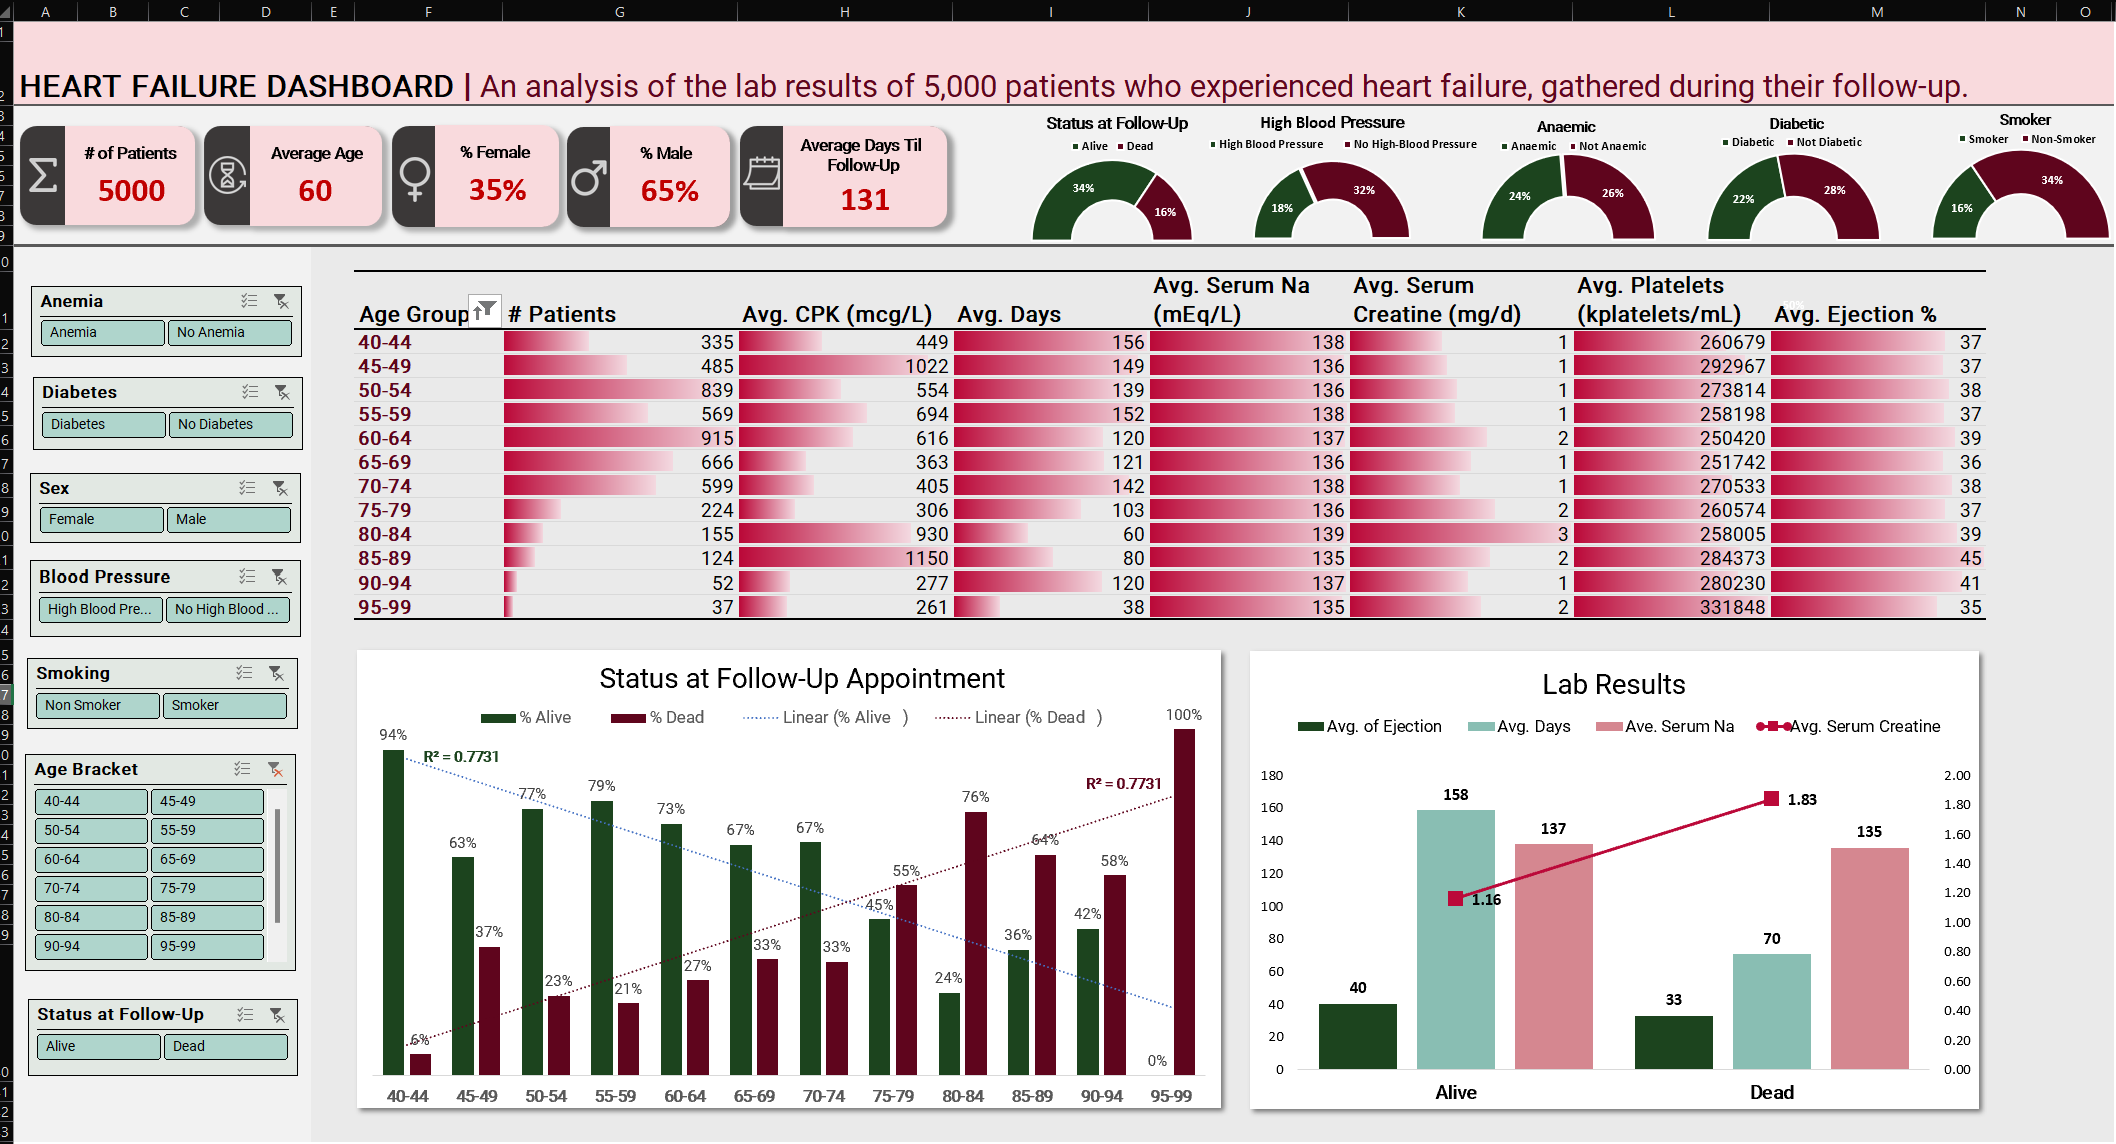 A B C D E F G H I J K L M N O
HEART FAILURE DASHBOARD | An analysis of the lab results of 5,000 patients who experienced heart failure, gathered during their follow-up.
# of Patients
5000
Average Age
60
% Female
35%
% Male
65%
Average Days Til
Follow-Up
131
Status at Follow-Up
Alive Dead
34% 16%
High Blood Pressure
High Blood Pressure No High-Blood Pressure
18% 32%
Anaemic
Anaemic Not Anaemic
24% 26%
Diabetic
Diabetic Not Diabetic
22% 28%
Smoker
Smoker Non-Smoker
16% 34%
Anemia
Anemia No Anemia
Diabetes
Diabetes No Diabetes
Sex
Female Male
Blood Pressure
High Blood Pre... No High Blood ...
Smoking
Non Smoker Smoker
Age Bracket
40-44 45-49
50-54 55-59
60-64 65-69
70-74 75-79
80-84 85-89
90-94 95-99
Status at Follow-Up
Alive Dead
Age Group # Patients Avg. CPK (mcg/L) Avg. Days Avg. Serum Na (mEq/L) Avg. Serum Creatine (mg/d) Avg. Platelets (kplatelets/mL) Avg. Ejection %
40-44 335 449 156 138 1 260679 37
45-49 485 1022 149 136 1 292967 37
50-54 839 554 139 136 1 273814 38
55-59 569 694 152 138 1 258198 37
60-64 915 616 120 137 2 250420 39
65-69 666 363 121 136 1 251742 36
70-74 599 405 142 138 1 270533 38
75-79 224 306 103 136 2 260574 37
80-84 155 930 60 139 3 258005 39
85-89 124 1150 80 135 2 284373 45
90-94 52 277 120 137 1 280230 41
95-99 37 261 38 135 2 331848 35
Status at Follow-Up Appointment
% Alive % Dead Linear (% Alive ) Linear (% Dead )
R² = 0.7731
R² = 0.7731
94% 6% 63% 37% 77% 23% 79% 21% 73% 27% 67% 33% 67% 33% 45% 55% 24% 76% 36% 64% 42% 58% 0% 100%
40-44 45-49 50-54 55-59 60-64 65-69 70-74 75-79 80-84 85-89 90-94 95-99
Lab Results
Avg. of Ejection Avg. Days Ave. Serum Na Avg. Serum Creatine
180 2.00
160 1.80
140 1.60
120 1.40
100 1.20
80 1.00
60 0.80
40 0.60
20 0.40
0 0.20
0.00
40 158 137 1.16
33 70 135 1.83
Alive Dead